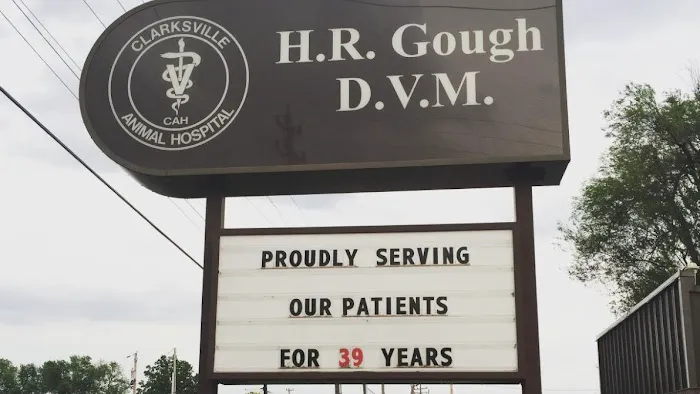 CLARKSVILLE
CAH
ANIMAL HOSPITAL
H.R. Gough
D.V.M.
PROUDLY SERVING
OUR PATIENTS
FOR 39 YEARS